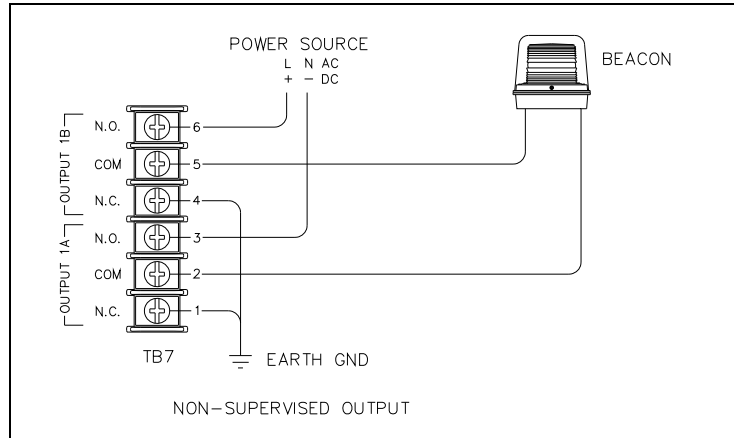 POWER SOURCE
L N AC
+ − DC
BEACON
OUTPUT 1B
N.O. 6
COM 5
N.C. 4
OUTPUT 1A
N.O. 3
COM 2
N.C. 1
TB7
EARTH GND
NON−SUPERVISED OUTPUT